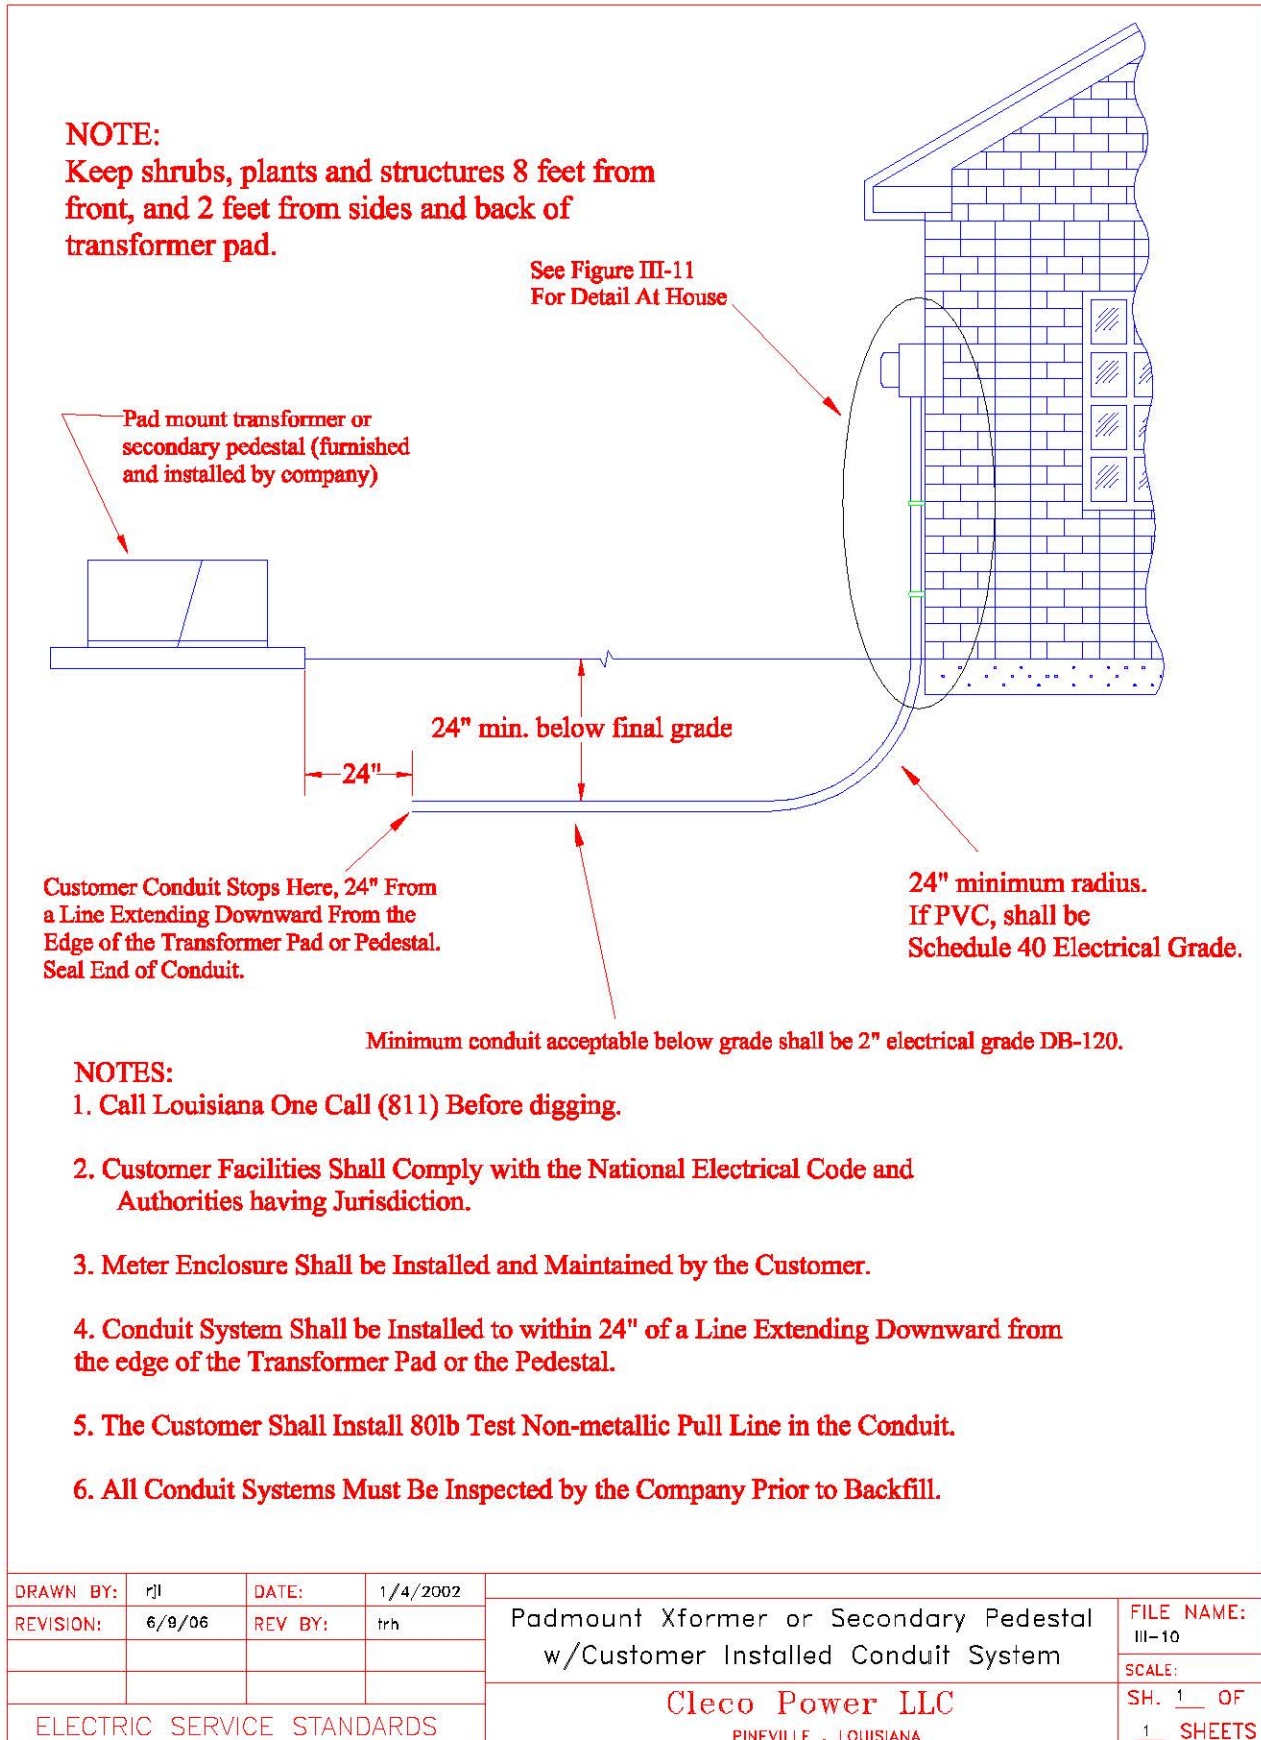 NOTE:
Keep shrubs, plants and structures 8 feet from
front, and 2 feet from sides and back of
transformer pad.
See Figure III-11
For Detail At House
Pad mount transformer or
secondary pedestal (furnished
and installed by company)
24" min. below final grade
24"
Customer Conduit Stops Here, 24" From
a Line Extending Downward From the
Edge of the Transformer Pad or Pedestal.
Seal End of Conduit.
24" minimum radius.
If PVC, shall be
Schedule 40 Electrical Grade.
Minimum conduit acceptable below grade shall be 2" electrical grade DB-120.
NOTES:
1. Call Louisiana One Call (811) Before digging.
2. Customer Facilities Shall Comply with the National Electrical Code and
Authorities having Jurisdiction.
3. Meter Enclosure Shall be Installed and Maintained by the Customer.
4. Conduit System Shall be Installed to within 24" of a Line Extending Downward from
the edge of the Transformer Pad or the Pedestal.
5. The Customer Shall Install 80lb Test Non-metallic Pull Line in the Conduit.
6. All Conduit Systems Must Be Inspected by the Company Prior to Backfill.
DRAWN BY: rjl DATE: 1/4/2002
REVISION: 6/9/06 REV BY: trh
ELECTRIC SERVICE STANDARDS
Padmount Xformer or Secondary Pedestal
w/Customer Installed Conduit System
Cleco Power LLC
PINEVILLE , LOUISIANA
FILE NAME:
III-10
SCALE:
SH. 1 OF
1 SHEETS